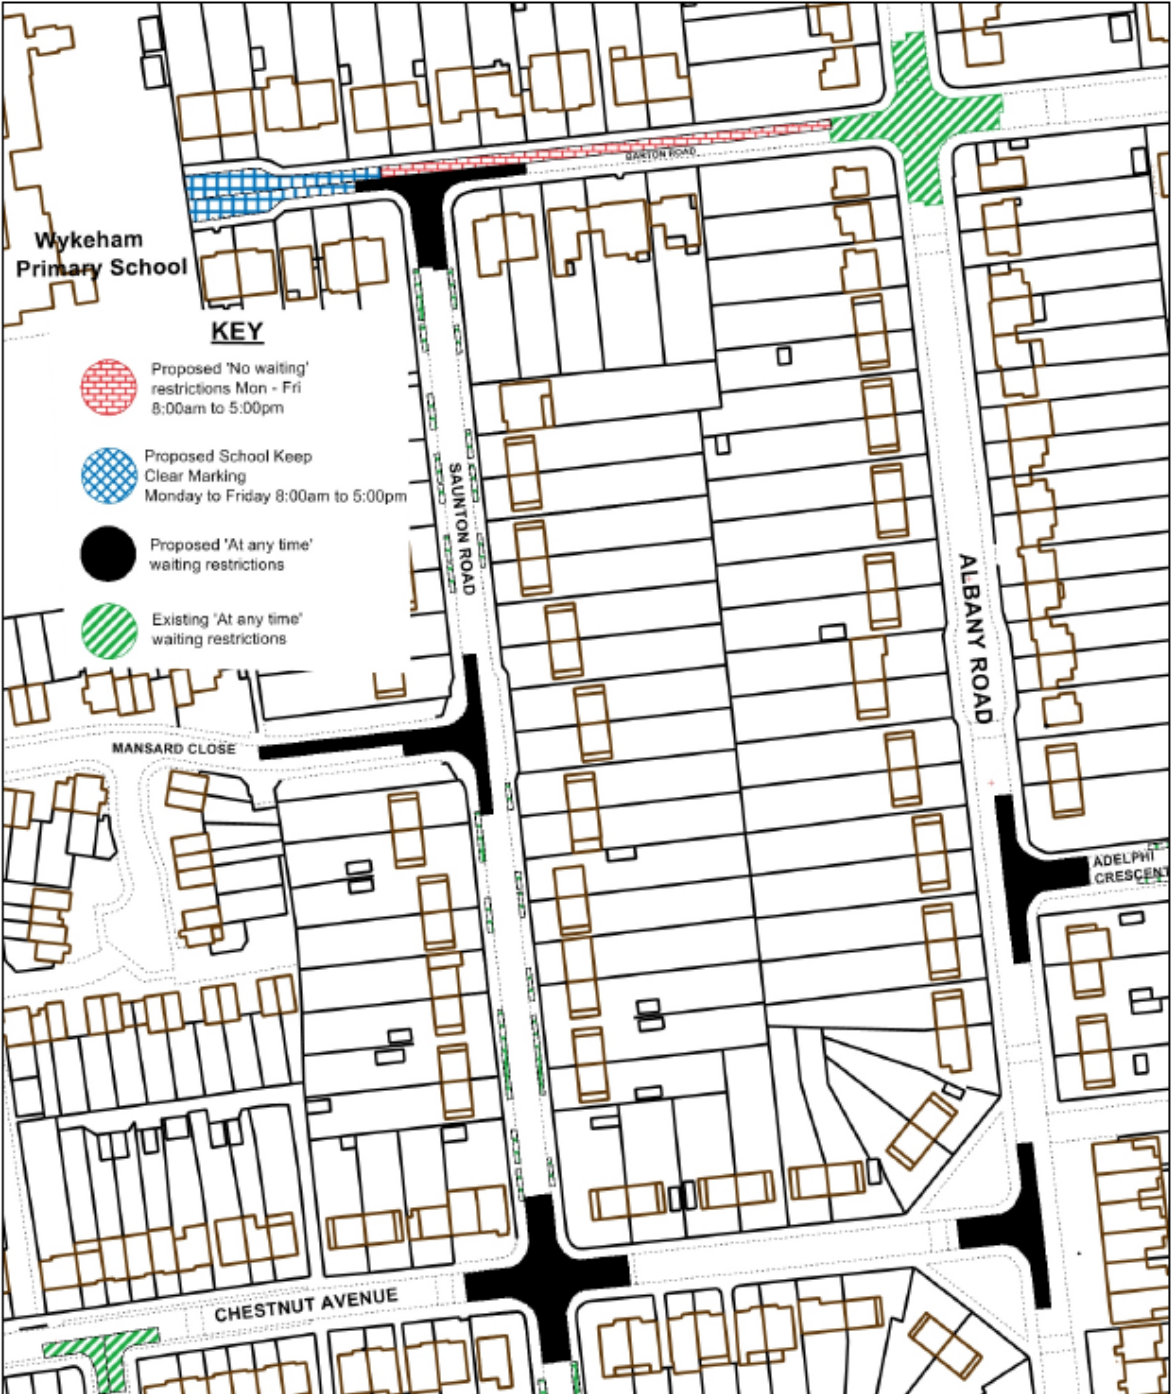 BARTON ROAD
Wykeham
Primary School
KEY
Proposed 'No waiting'
restrictions Mon - Fri
8:00am to 5:00pm
Proposed School Keep
Clear Marking
Monday to Friday 8:00am to 5:00pm
Proposed 'At any time'
waiting restrictions
Existing 'At any time'
waiting restrictions
SAUNTON ROAD
ALBANY ROAD
MANSARD CLOSE
ADELPHI
CRESCENT
CHESTNUT AVENUE